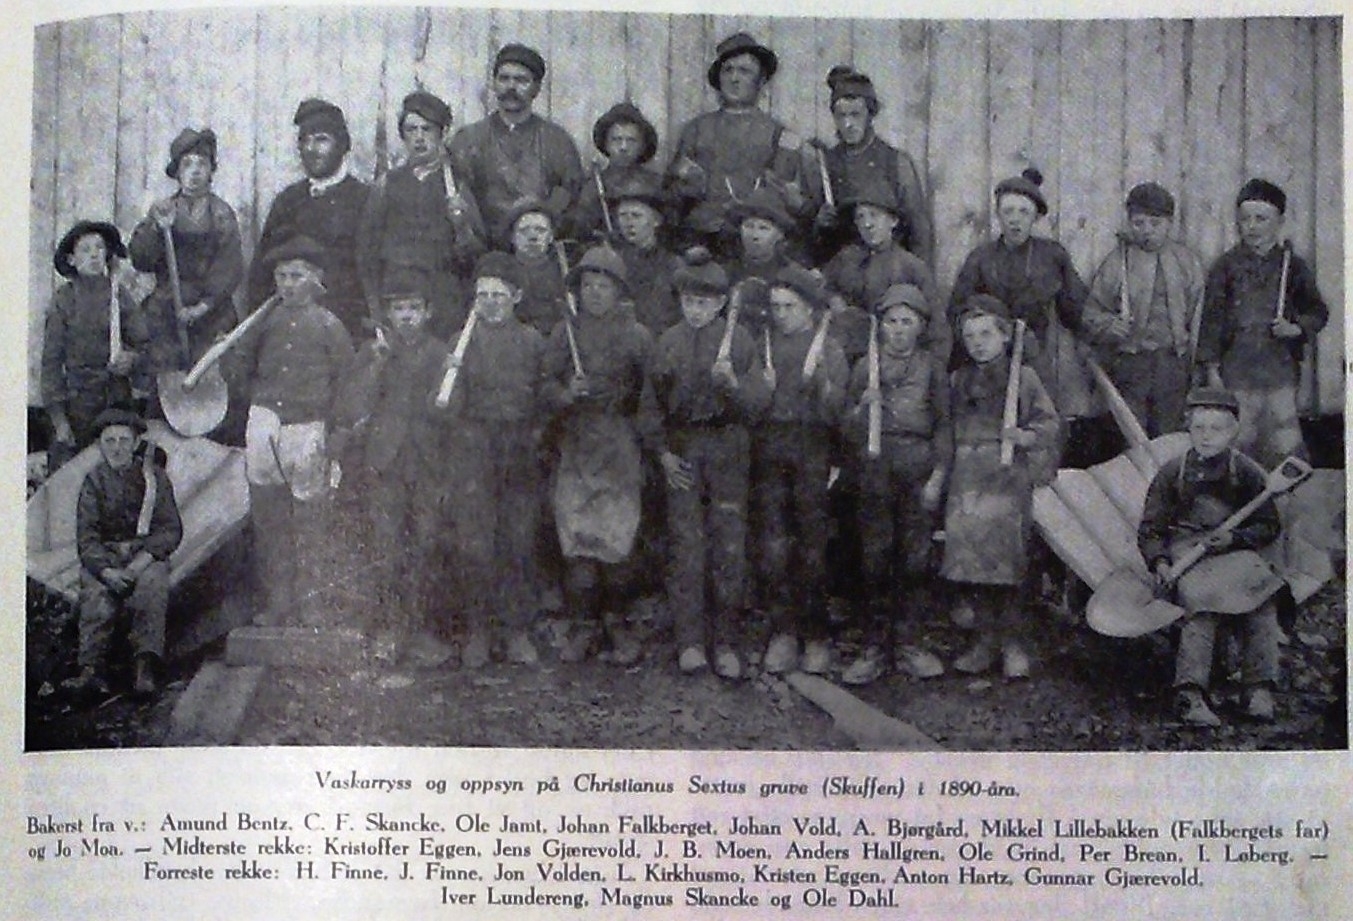 Vaskarryss og oppsyn på Christianus Sextus gruve (Skuffen) i 1890-åra.
Bakerst fra v.: Amund Bentz, C. F. Skancke, Ole Jamt, Johan Falkberget, Johan Vold, A. Bjørgård, Mikkel Lillebakken (Falkbergets far)
og Jo Moa. — Midterste rekke: Kristoffer Eggen, Jens Gjærevold, J. B. Moen, Anders Hallgren, Ole Grind, Per Brean, I. Løberg. —
Forreste rekke: H. Finne, J. Finne, Jon Volden, L. Kirkhusmo, Kristen Eggen, Anton Hartz, Gunnar Gjærevold,
Iver Lundereng, Magnus Skancke og Ole Dahl.